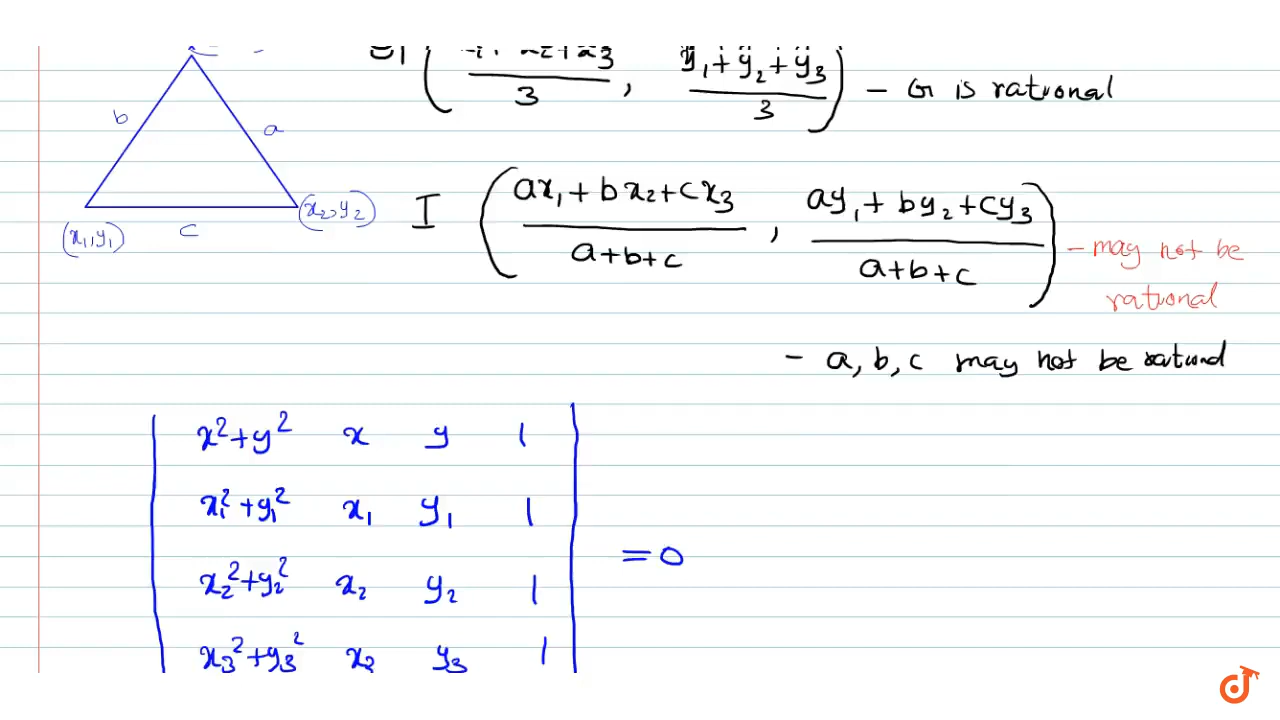 b
a
(x₂, y₂)
(x₁, y₁)
c
G ( x₁ + x₂ + x₃ / 3 , y₁ + y₂ + y₃ / 3 ) – G is rational
I ( ax₁ + bx₂ + cx₃ / a + b + c , ay₁ + by₂ + cy₃ / a + b + c ) – may not be
rational
– a, b, c may not be rational
| x² + y² x y 1 |
| x₁² + y₁² x₁ y₁ 1 |
= 0
| x₂² + y₂² x₂ y₂ 1 |
| x₃² + y₃² x₃ y₃ 1 |